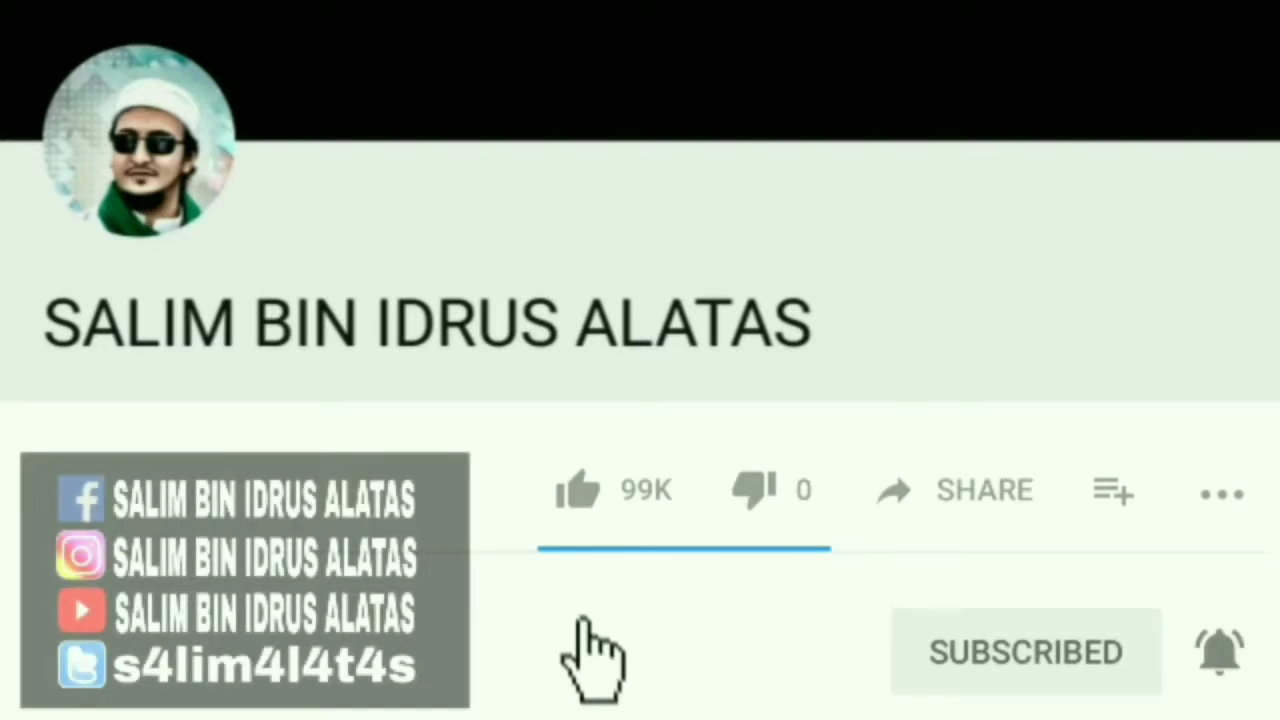 SALIM BIN IDRUS ALATAS
99K 0 SHARE
SALIM BIN IDRUS ALATAS
SALIM BIN IDRUS ALATAS
SALIM BIN IDRUS ALATAS
s4lim4l4t4s
SUBSCRIBED